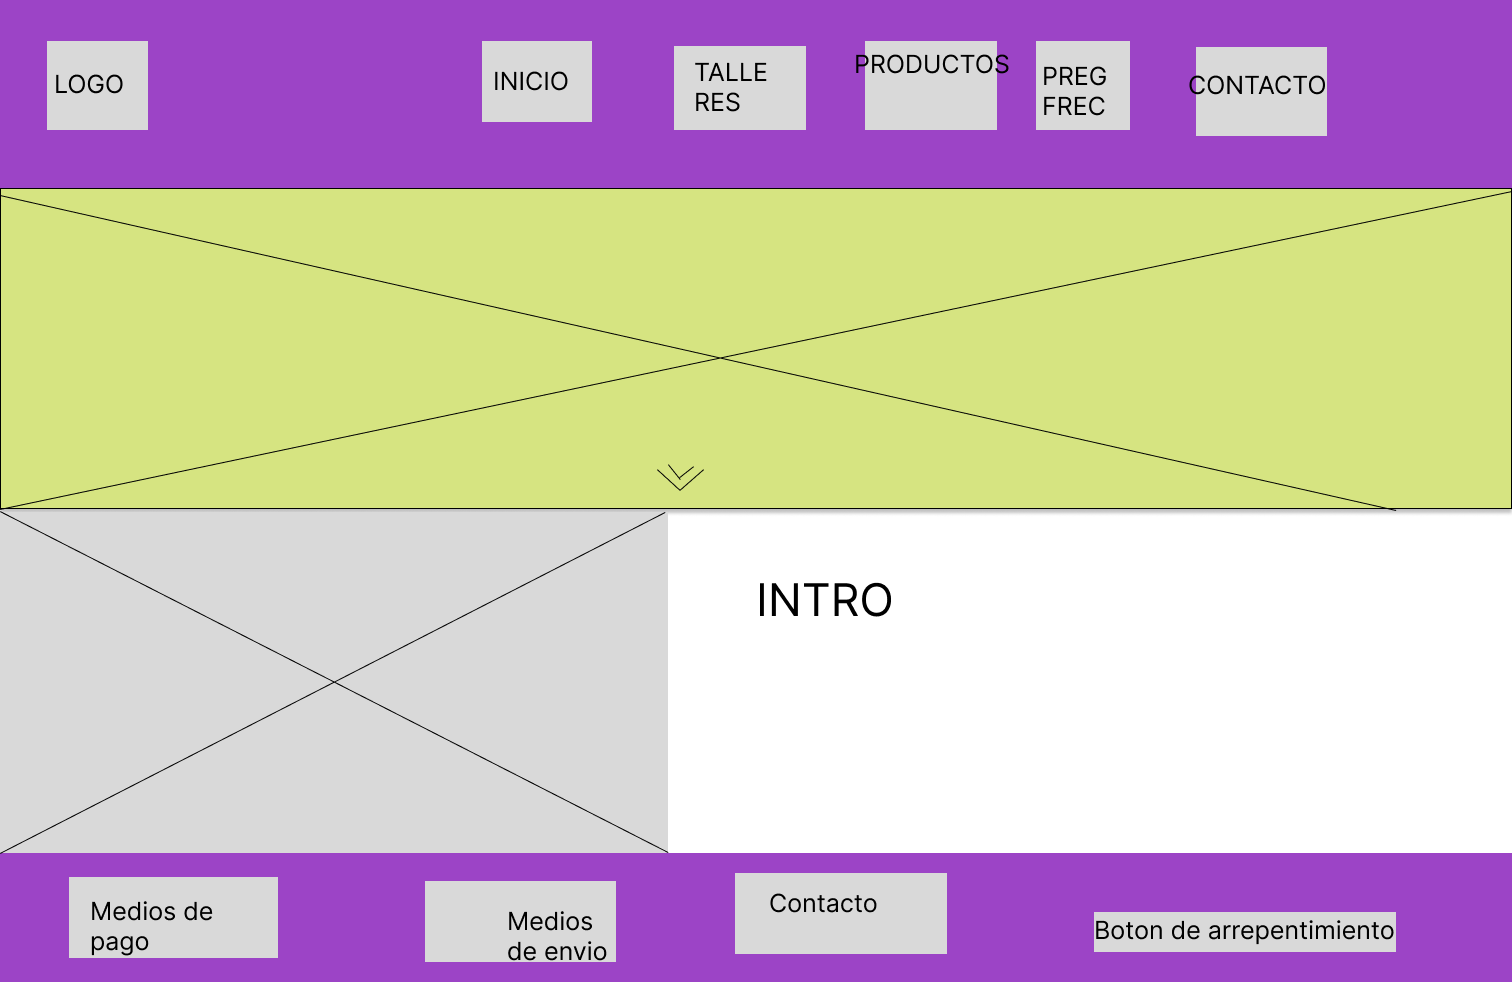 LOGO
INICIO
TALLE
RES
PRODUCTOS
PREG
FREC
CONTACTO
INTRO
Medios de
pago
Medios
de envio
Contacto
Boton de arrepentimiento